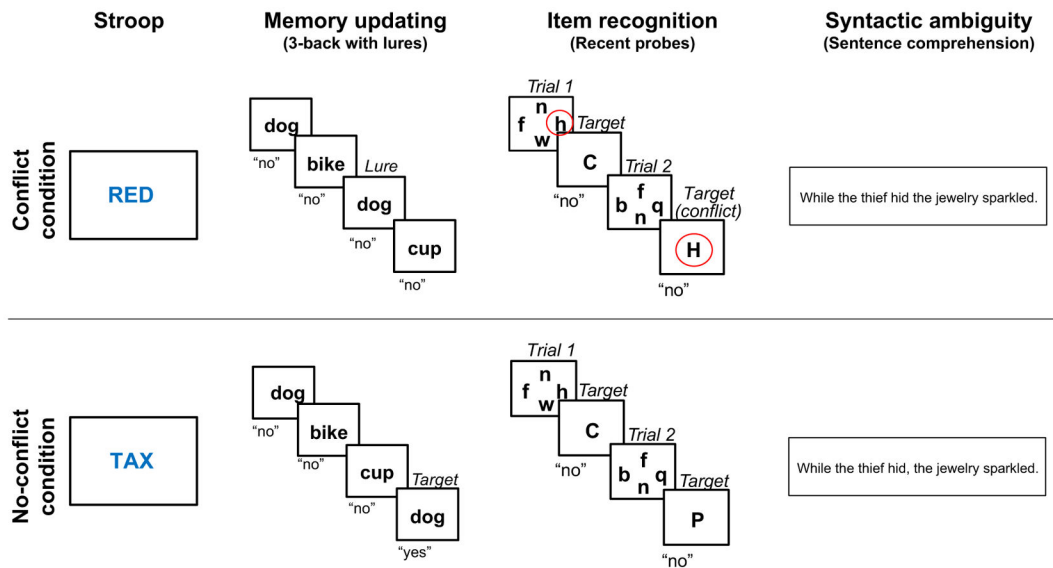 Stroop
Memory updating
(3-back with lures)
Item recognition
(Recent probes)
Syntactic ambiguity
(Sentence comprehension)
Conflict
condition
RED
dog
"no"
bike
"no"
Lure
dog
"no"
cup
"no"
Trial 1
n
f h
w
Target
C
"no"
Trial 2
f
b q
n
Target
(conflict)
H
"no"
While the thief hid the jewelry sparkled.
No-conflict
condition
TAX
dog
"no"
bike
"no"
cup
"no"
Target
dog
"yes"
Trial 1
n
f h
w
Target
C
"no"
Trial 2
f
b q
n
Target
P
"no"
While the thief hid, the jewelry sparkled.